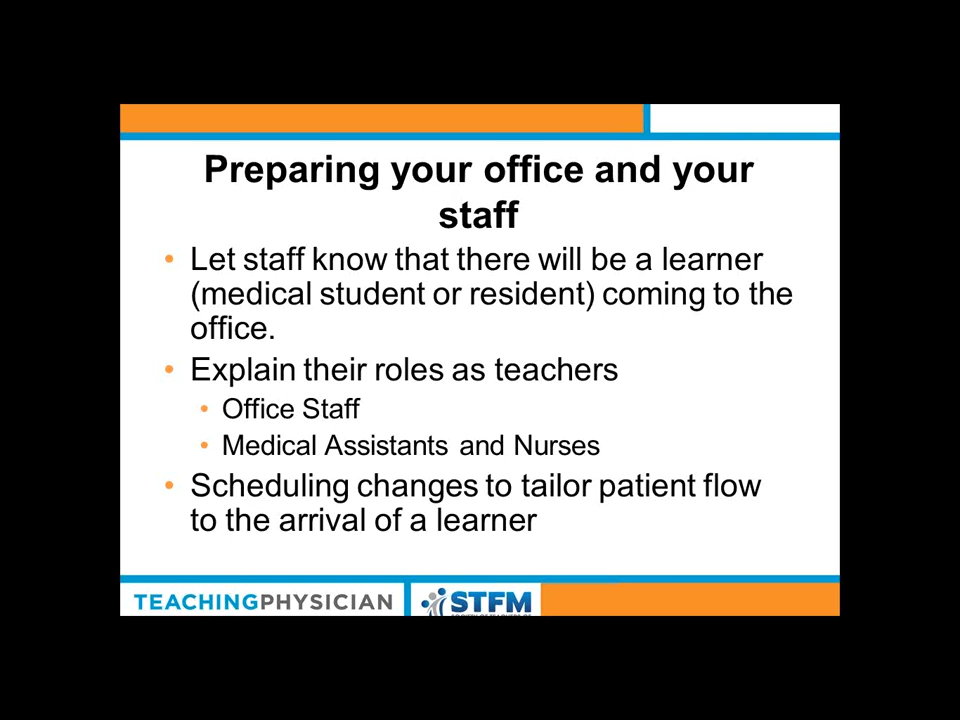 Preparing your office and your
staff
• Let staff know that there will be a learner
(medical student or resident) coming to the
office.
• Explain their roles as teachers
• Office Staff
• Medical Assistants and Nurses
• Scheduling changes to tailor patient flow
to the arrival of a learner
TEACHINGPHYSICIAN
STFM